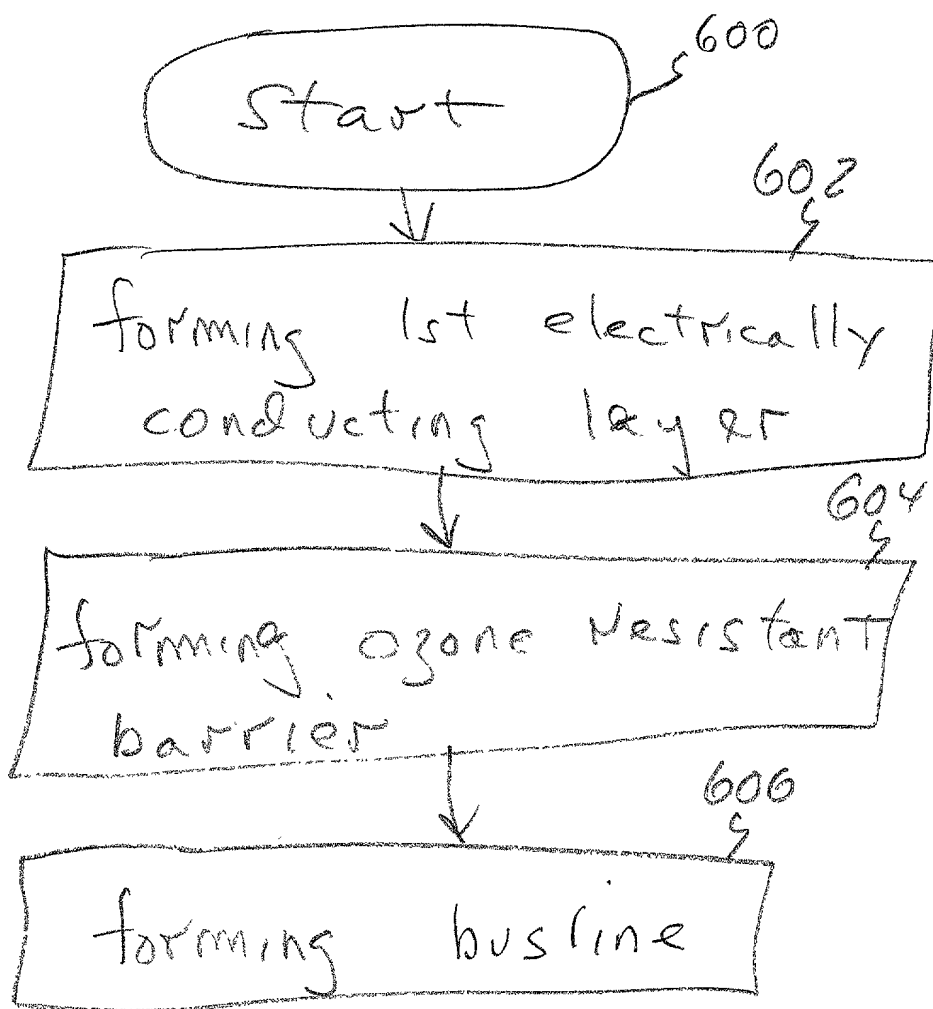 600
Start
602
forming 1st electrically
conducting layer
604
forming ozone resistant
barrier
606
forming busline